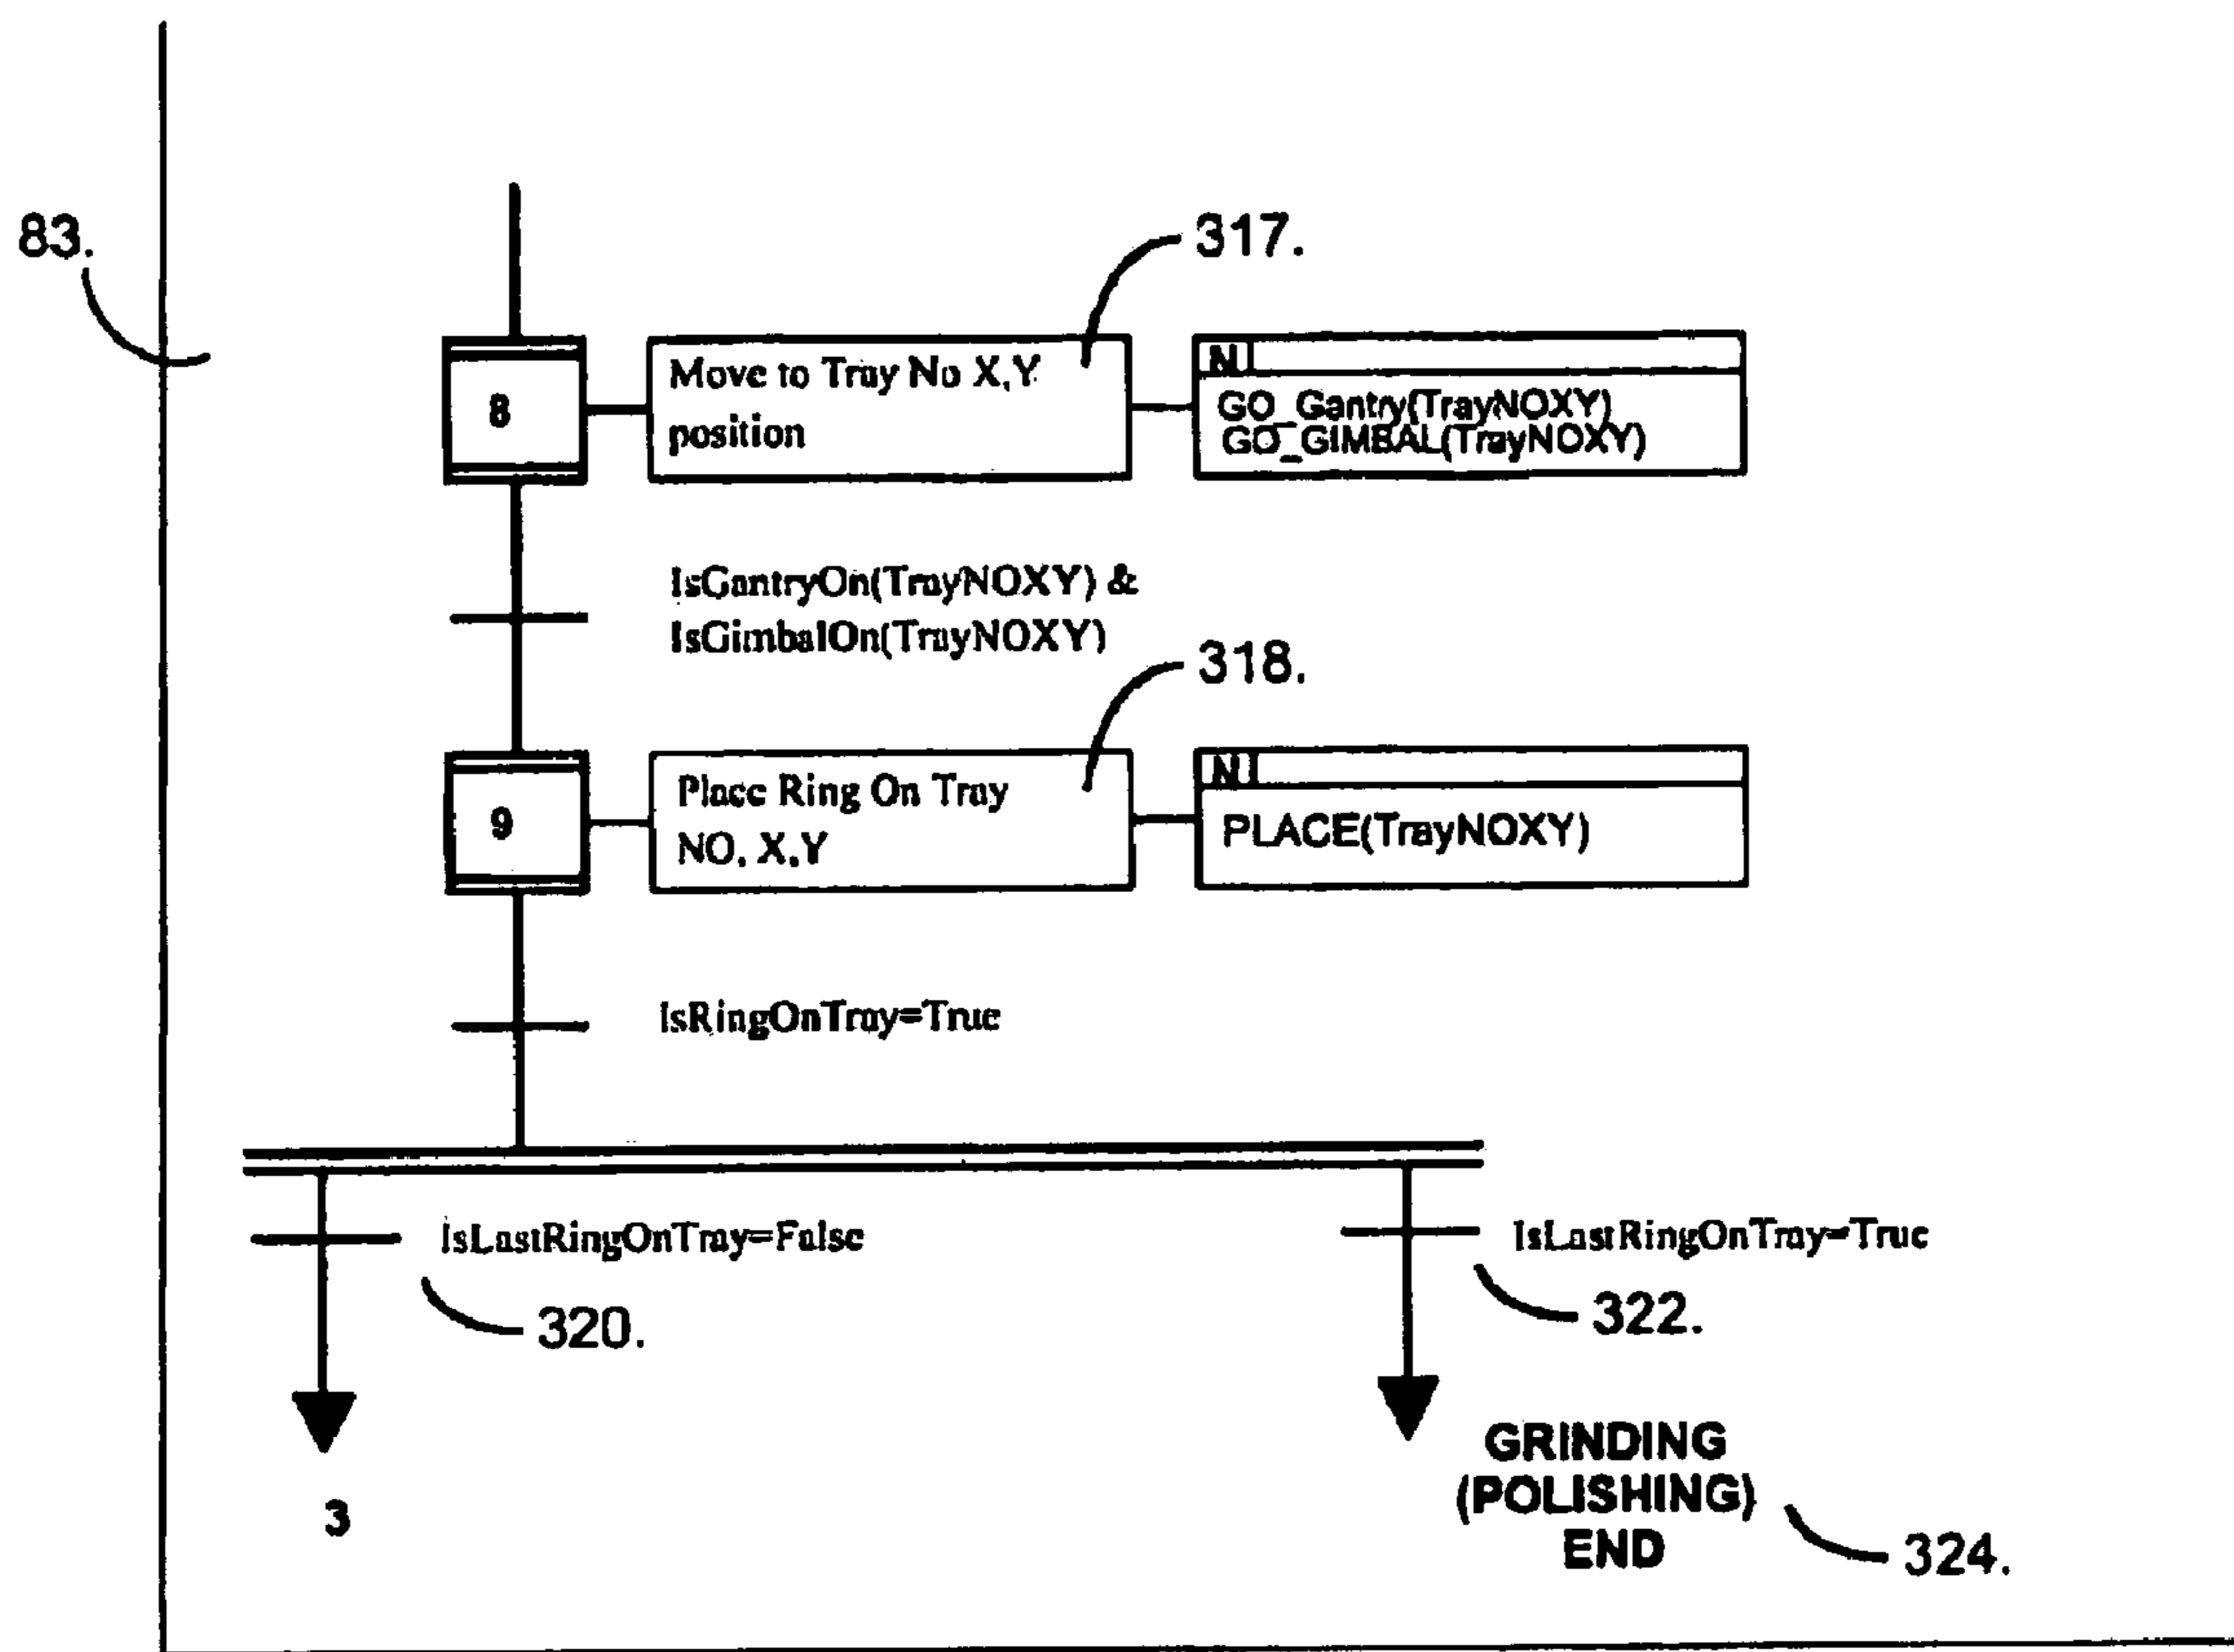 83.
317.
8
Move to Tray No X,Y
position
N
GO_Gantry(TrayNOXY)
GO_GIMBAL(TrayNOXY)
IsGantryOn(TrayNOXY) &
IsGimbalOn(TrayNOXY)
318.
9
Place Ring On Tray
NO, X,Y
N
PLACE(TrayNOXY)
IsRingOnTray=True
IsLastRingOnTray=False
320.
IsLastRingOnTray=True
322.
3
GRINDING
(POLISHING)
END
324.